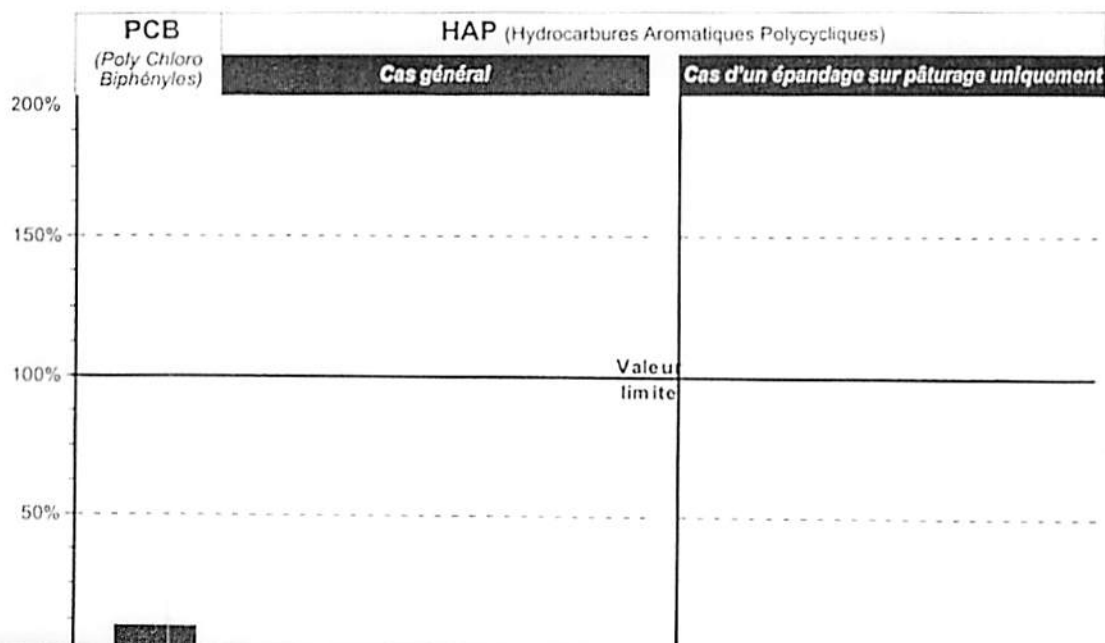 PCB
(Poly Chloro
Biphényles)
HAP (Hydrocarbures Aromatiques Polycycliques)
Cas général
Cas d'un épandage sur pâturage uniquement
200%
150%
100%
50%
Valeur
limite